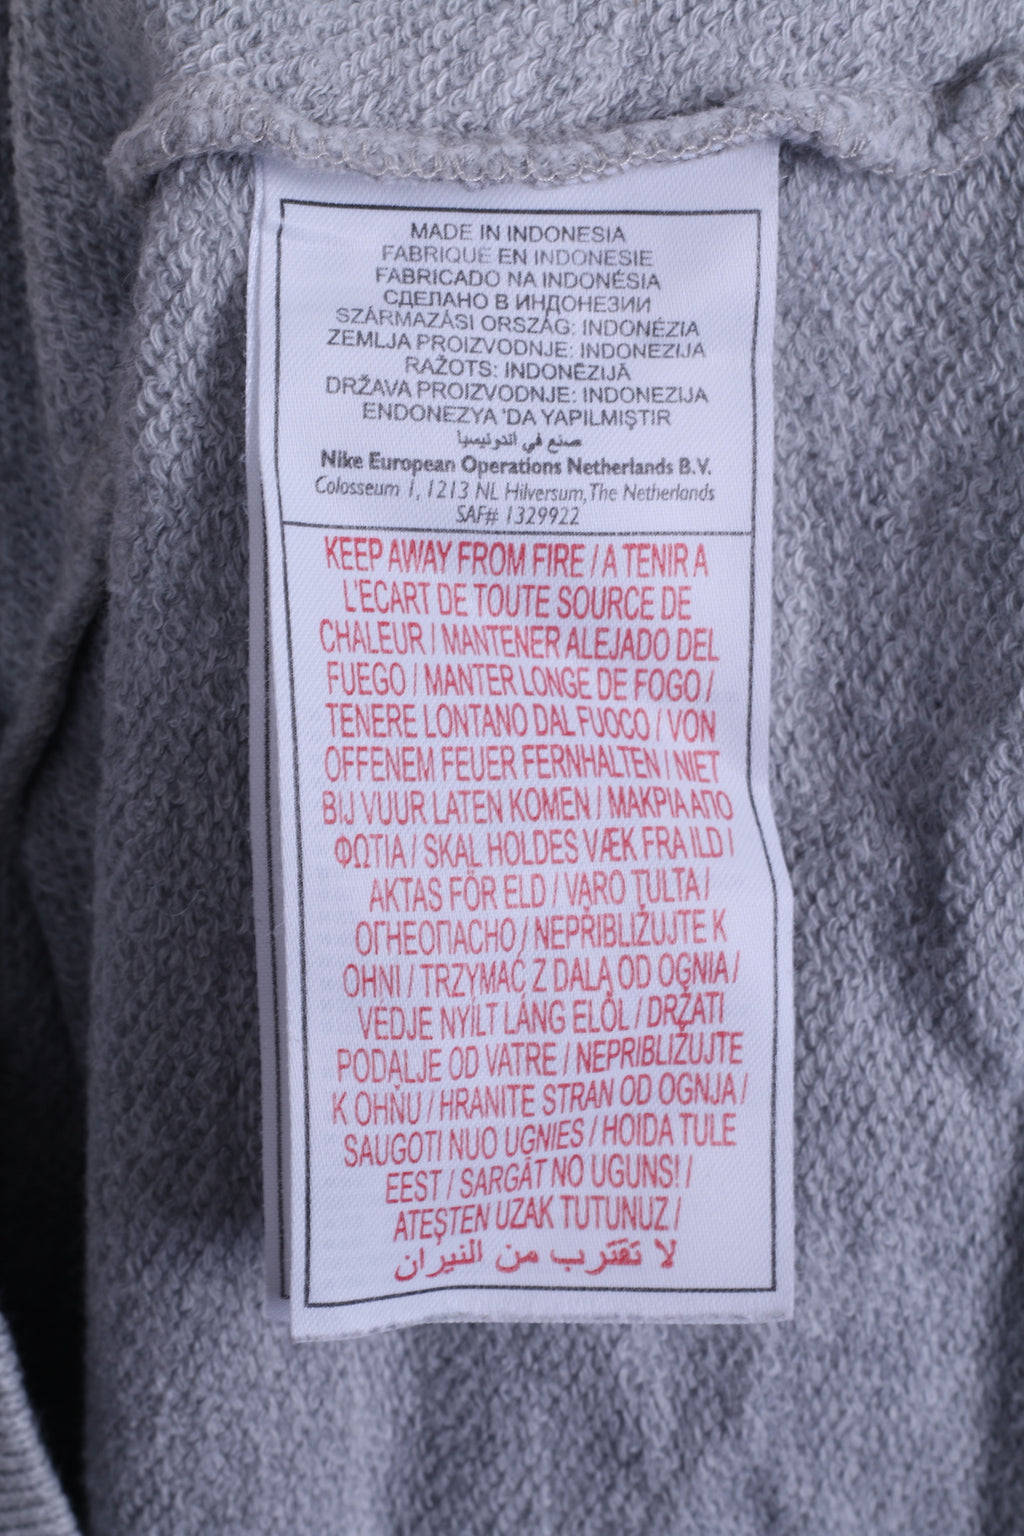 MADE IN INDONESIA
FABRIQUE EN INDONESIE
FABRICADO NA INDONÉSIA
СДЕЛАНО В ИНДОНЕЗИИ
SZÁRMAZÁSI ORSZÁG: INDONÉZIA
ZEMLJA PROIZVODNJE: INDONEZIJA
RAŽOTS: INDONĒZIJĀ
DRŽAVA PROIZVODNJE: INDONEZIJA
ENDONEZYA 'DA YAPILMIŞTIR
صنع في اندونيسيا
Nike European Operations Netherlands B.V.
Colosseum 1, 1213 NL Hilversum, The Netherlands
SAF# 1329922
KEEP AWAY FROM FIRE / A TENIR A
L'ECART DE TOUTE SOURCE DE
CHALEUR / MANTENER ALEJADO DEL
FUEGO / MANTER LONGE DE FOGO /
TENERE LONTANO DAL FUOCO / VON
OFFENEM FEUER FERNHALTEN / NIET
BIJ VUUR LATEN KOMEN / ΜΑΚΡΙΑ ΑΠΟ
ΦΩΤΙΑ / SKAL HOLDES VÆK FRA ILD /
AKTAS FÖR ELD / VARO TULTA /
ОГНЕОПАСНО / NEPŘIBLIŽUJTE K
OHNI / TRZYMAĆ Z DALA OD OGNIA /
VÉDJE NYÍLT LÁNG ELŐL / DRŽATI
PODALJE OD VATRE / NEPRIBLIŽUJTE
K OHŇU / HRANITE STRAN OD OGNJA /
SAUGOTI NUO UGNIES / HOIDA TULE
EEST / SARGĀT NO UGUNS! /
ATEŞTEN UZAK TUTUNUZ /
لا تقترب من النيران